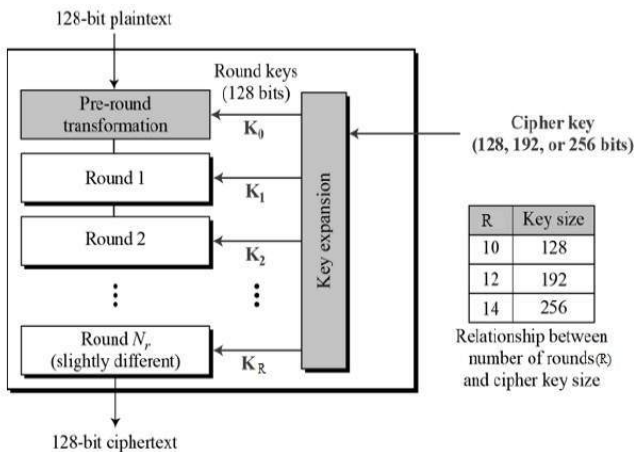 128-bit plaintext
Round keys
(128 bits)
Pre-round
transformation
K₀
Cipher key
(128, 192, or 256 bits)
Round 1
K₁
Key expansion
Round 2
K₂
R Key size
10 128
12 192
14 256
Round Nᵣ
(slightly different)
K R
Relationship between
number of rounds(R)
and cipher key size
128-bit ciphertext